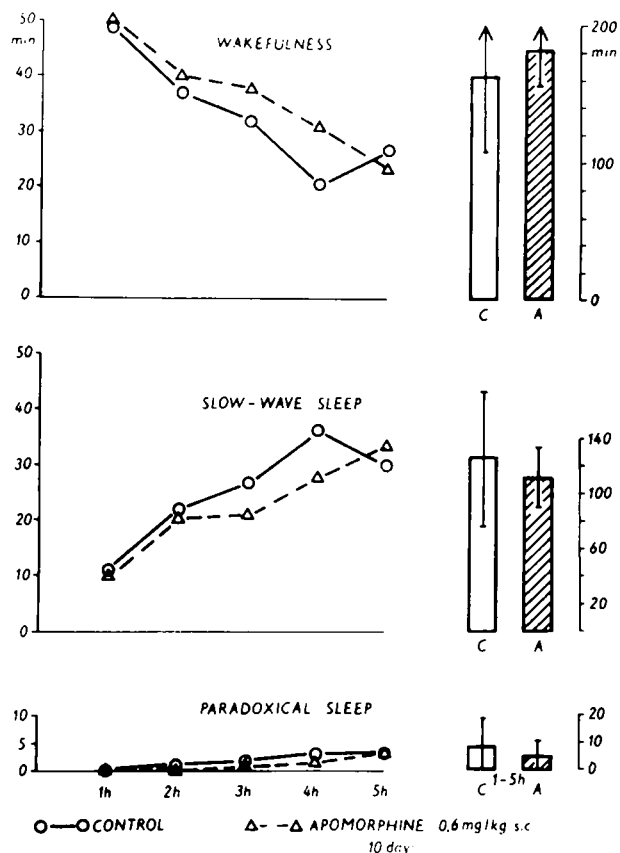 50
min
WAKEFULNESS
40
30
20
10
0
200
min
100
0
C A
50
SLOW-WAVE SLEEP
40
30
20
10
0
140
100
60
20
C A
PARADOXICAL SLEEP
10
5
0
1h 2h 3h 4h 5h
20
10
0
C 1-5h A
CONTROL APOMORPHINE 0.6 mg/kg s.c
10 day